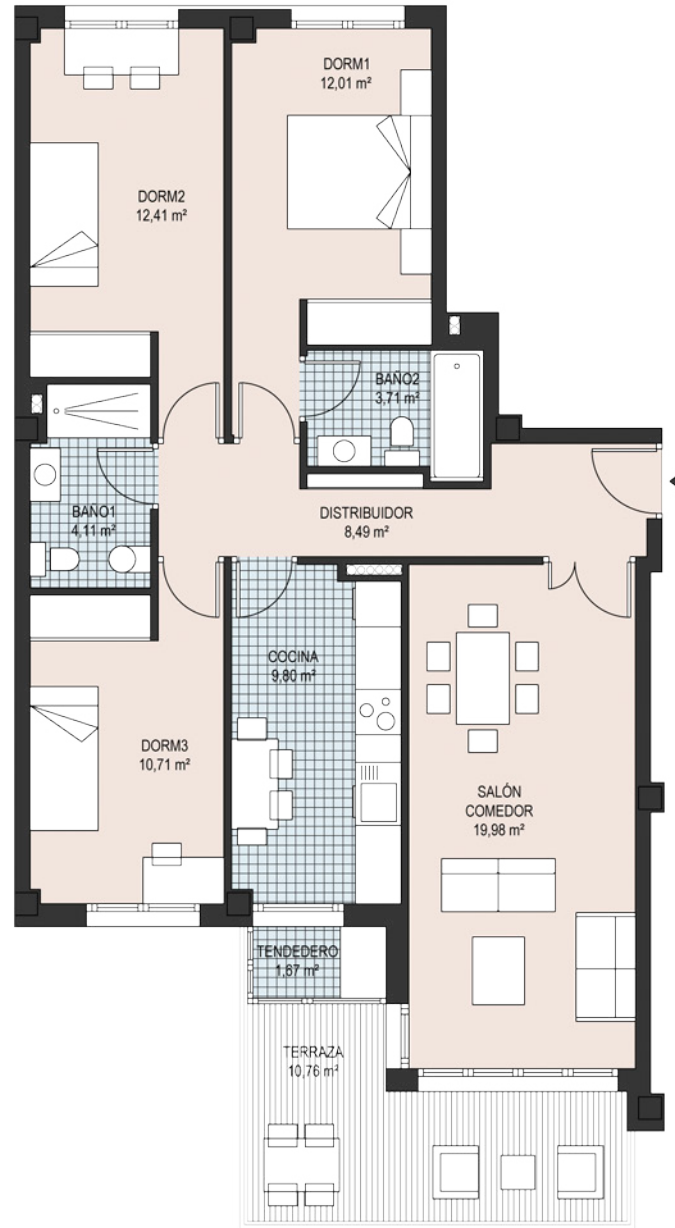 DORM1
12,01 m²
DORM2
12,41 m²
BAÑO2
3,71 m²
BAÑO1
4,11 m²
DISTRIBUIDOR
8,49 m²
COCINA
9,80 m²
DORM3
10,71 m²
SALÓN
COMEDOR
19,98 m²
TENDEDERO
1,87 m²
TERRAZA
10,76 m²